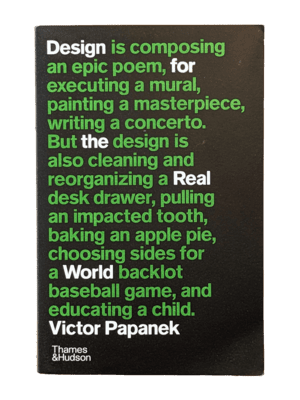 Design is composing
an epic poem, for
executing a mural,
painting a masterpiece,
writing a concerto.
But the design is
also cleaning and
reorganizing a Real
desk drawer, pulling
an impacted tooth,
baking an apple pie,
choosing sides for
a World backlot
baseball game, and
educating a child.
Victor Papanek
Thames
&Hudson